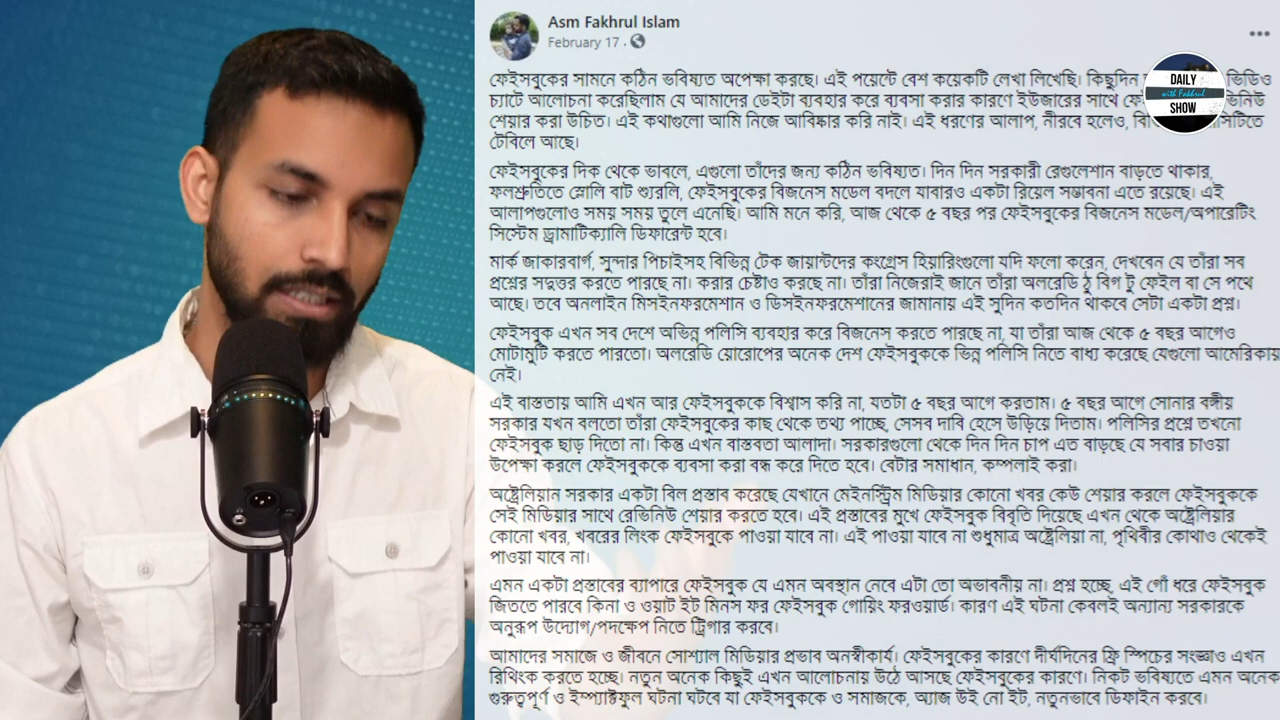 Asm Fakhrul Islam
February 17
DAILY
with Fakhrul
SHOW
ফেইসবুকের সামনে কঠিন ভবিষ্যত অপেক্ষা করছে। এই পয়েন্টে বেশ কয়েকটি লেখা লিখেছি। কিছুদিন ভিডিও
চ্যাটে আলোচনা করেছিলাম যে আমাদের ডেইটা ব্যবহার করে ব্যবসা করার কারণে ইউজারের সাথে
শেয়ার করা উচিত। এই কথাগুলো আমি নিজে আবিষ্কার করি নাই। এই ধরণের আলাপ, নীরবে হলেও,
টেবিলে আছে।
ফেইসবুকের দিক থেকে ভাবলে, এগুলো তাঁদের জন্য কঠিন ভবিষ্যত। দিন দিন সরকারী রেগুলেশান বাড়তে থাকার,
ফলশ্রুতিতে স্লোলি বাট শ্যুরলি, ফেইসবুকের বিজনেস মডেল বদলে যাবারও একটা রিয়েল সম্ভাবনা এতে রয়েছে। এই
আলাপগুলোও সময় সময় তুলে এনেছি। আমি মনে করি, আজ থেকে ৫ বছর পর ফেইসবুকের বিজনেস মডেল/অপারেটিং
সিস্টেম ড্রামাটিক্যালি ডিফারেন্ট হবে।
মার্ক জাকারবার্গ, সুন্দার পিচাইসহ বিভিন্ন টেক জায়ান্টদের কংগ্রেস হিয়ারিংগুলো যদি ফলো করেন, দেখবেন যে তাঁরা সব
প্রশ্নের সদুত্তর করতে পারছে না। করার চেষ্টাও করছে না। তাঁরা নিজেরাই জানে তাঁরা অলরেডি ঠু বিগ টু ফেইল বা সে পথে
আছে। তবে অনলাইন মিসইনফরমেশান ও ডিসইনফরমেশানের জামানায় এই সুদিন কতদিন থাকবে সেটা একটা প্রশ্ন।
ফেইসবুক এখন সব দেশে অভিন্ন পলিসি ব্যবহার করে বিজনেস করতে পারছে না, যা তাঁরা আজ থেকে ৫ বছর আগেও
মোটামুটি করতে পারতো। অলরেডি য়োরোপের অনেক দেশ ফেইসবুককে ভিন্ন পলিসি নিতে বাধ্য করেছে যেগুলো আমেরিকায়
নেই।
এই বাস্তবতায় আমি এখন আর ফেইসবুককে বিশ্বাস করি না, যতটা ৫ বছর আগে করতাম। ৫ বছর আগে সোনার বঙ্গীয়
সরকার যখন বলতো তাঁরা ফেইসবুকের কাছ থেকে তথ্য পাচ্ছে, সেসব দাবি হেসে উড়িয়ে দিতাম। পলিসির প্রশ্নে তখনো
ফেইসবুক ছাড় দিতো না। কিন্তু এখন বাস্তবতা আলাদা। সরকারগুলো থেকে দিন দিন চাপ এত বাড়ছে যে সবার চাওয়া
উপেক্ষা করলে ফেইসবুককে ব্যবসা করা বন্ধ করে দিতে হবে। বেটার সমাধান, কম্পলাই করা।
অষ্ট্রেলিয়ান সরকার একটা বিল প্রস্তাব করেছে যেখানে মেইনস্ট্রিম মিডিয়ার কোনো খবর কেউ শেয়ার করলে ফেইসবুককে
সেই মিডিয়ার সাথে রেভিনিউ শেয়ার করতে হবে। এই প্রস্তাবের মুখে ফেইসবুক বিবৃতি দিয়েছে এখন থেকে অষ্ট্রেলিয়ার
কোনো খবর, খবরের লিংক ফেইসবুকে পাওয়া যাবে না। এই পাওয়া যাবে না শুধুমাত্র অষ্ট্রেলিয়া না, পৃথিবীর কোথাও থেকেই
পাওয়া যাবে না।
এমন একটা প্রস্তাবের ব্যাপারে ফেইসবুক যে এমন অবস্থান নেবে এটা তো অভাবনীয় না। প্রশ্ন হচ্ছে, এই গোঁ ধরে ফেইসবুক
জিততে পারবে কিনা ও ওয়াট ইট মিনস ফর ফেইসবুক গোয়িং ফরওয়ার্ড। কারণ এই ঘটনা কেবলই অন্যান্য সরকারকে
অনুরূপ উদ্যোগ/পদক্ষেপ নিতে ট্রিগার করবে।
আমাদের সমাজে ও জীবনে সোশ্যাল মিডিয়ার প্রভাব অনস্বীকার্য। ফেইসবুকের কারণে দীর্ঘদিনের ফ্রি স্পিচের সংজ্ঞাও এখন
রিথিংক করতে হচ্ছে। নতুন অনেক কিছুই এখন আলোচনায় উঠে আসছে ফেইসবুকের কারণে। নিকট ভবিষ্যতে এমন অনেক
গুরুত্বপূর্ণ ও ইম্প্যাক্টফুল ঘটনা ঘটবে যা ফেইসবুককে ও সমাজকে, অ্যাজ উই নো ইট, নতুনভাবে ডিফাইন করবে।